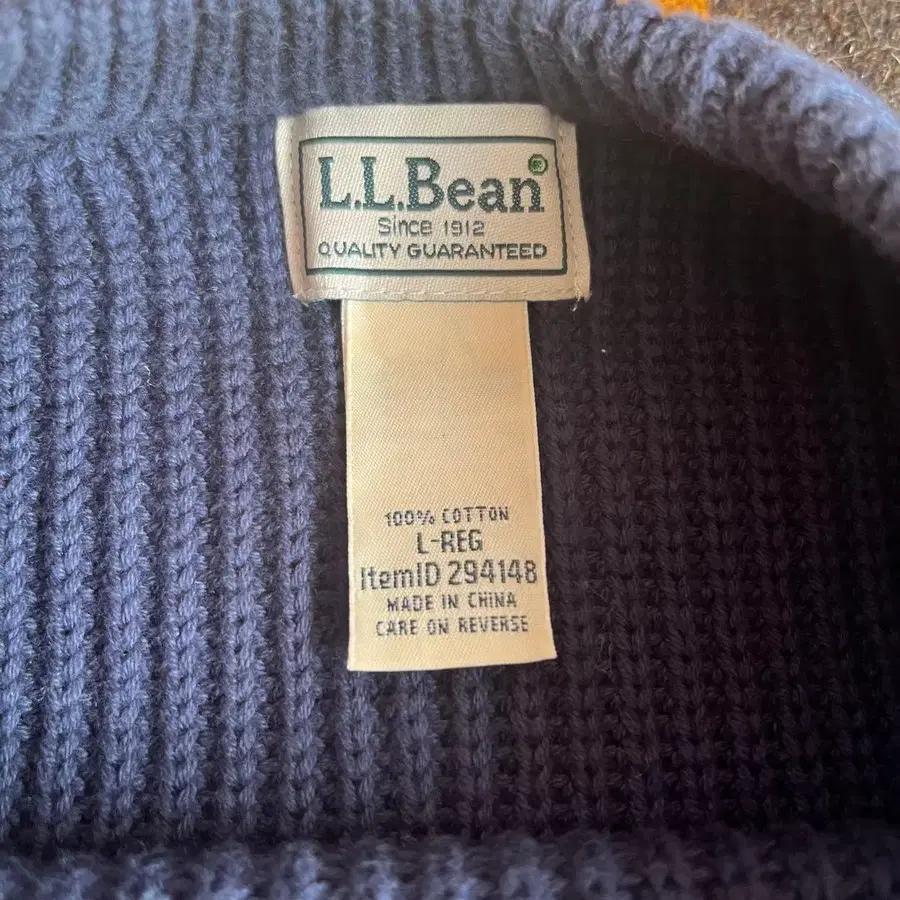 L.L.Bean®
Since 1912
QUALITY GUARANTEED
100% COTTON
L-REG
ItemID 294148
MADE IN CHINA
CARE ON REVERSE